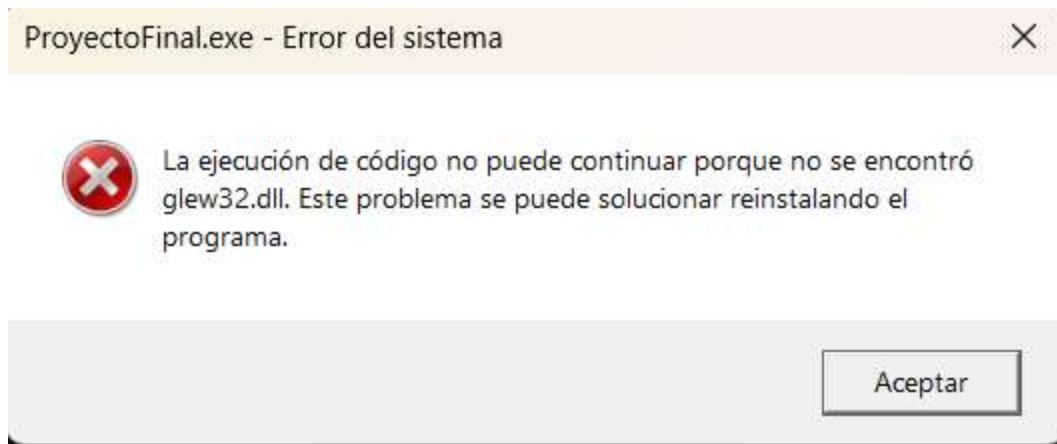 ProyectoFinal.exe - Error del sistema
La ejecución de código no puede continuar porque no se encontró
glew32.dll. Este problema se puede solucionar reinstalando el
programa.
Aceptar